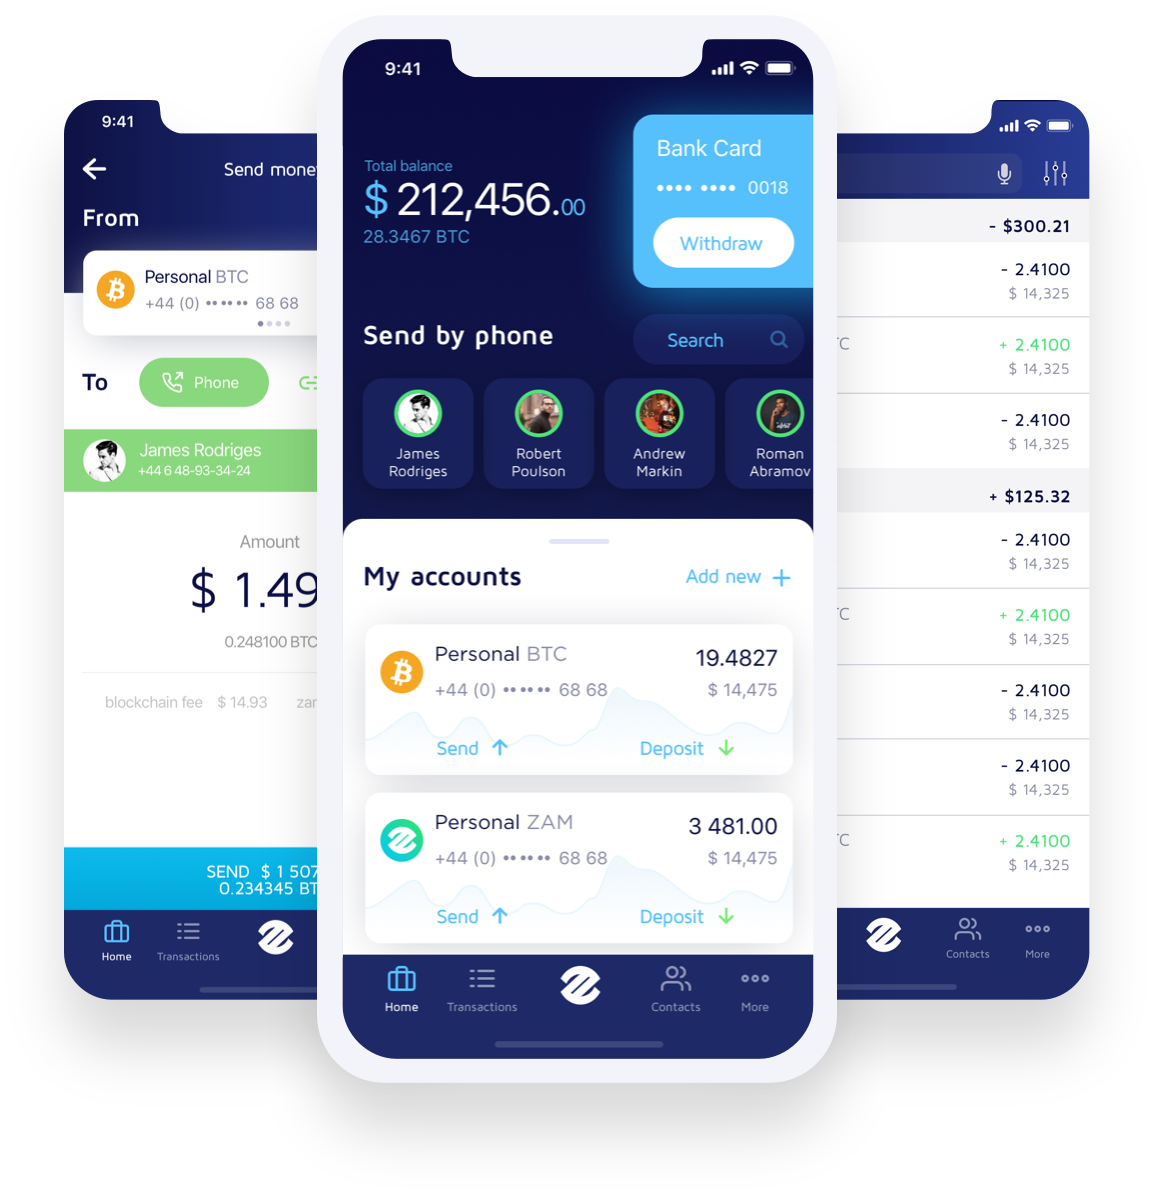 9:41
Send mone
From
Personal BTC
+44 (0) •• •• •• 68 68
To
Phone
James Rodriges
+44 6 48-93-34-24
Amount
$ 1.49
0.248100 BTC
blockchain fee $ 14.93 zar
SEND $ 1 507
0.234345 BT
Home
Transactions
9:41
Total balance
$ 212,456.00
28.3467 BTC
Bank Card
•••• •••• 0018
Withdraw
Send by phone
Search
James
Rodriges
Robert
Poulson
Andrew
Markin
Roman
Abramov
My accounts
Add new +
Personal BTC
19.4827
+44 (0) •• •• •• 68 68
$ 14,475
Send
Deposit
Personal ZAM
3 481.00
+44 (0) •• •• •• 68 68
$ 14,475
Send
Deposit
Home
Transactions
Contacts
More
- $300.21
- 2.4100
$ 14,325
TC
+ 2.4100
$ 14,325
- 2.4100
$ 14,325
+ $125.32
- 2.4100
$ 14,325
TC
+ 2.4100
$ 14,325
- 2.4100
$ 14,325
- 2.4100
$ 14,325
TC
+ 2.4100
$ 14,325
Contacts
More